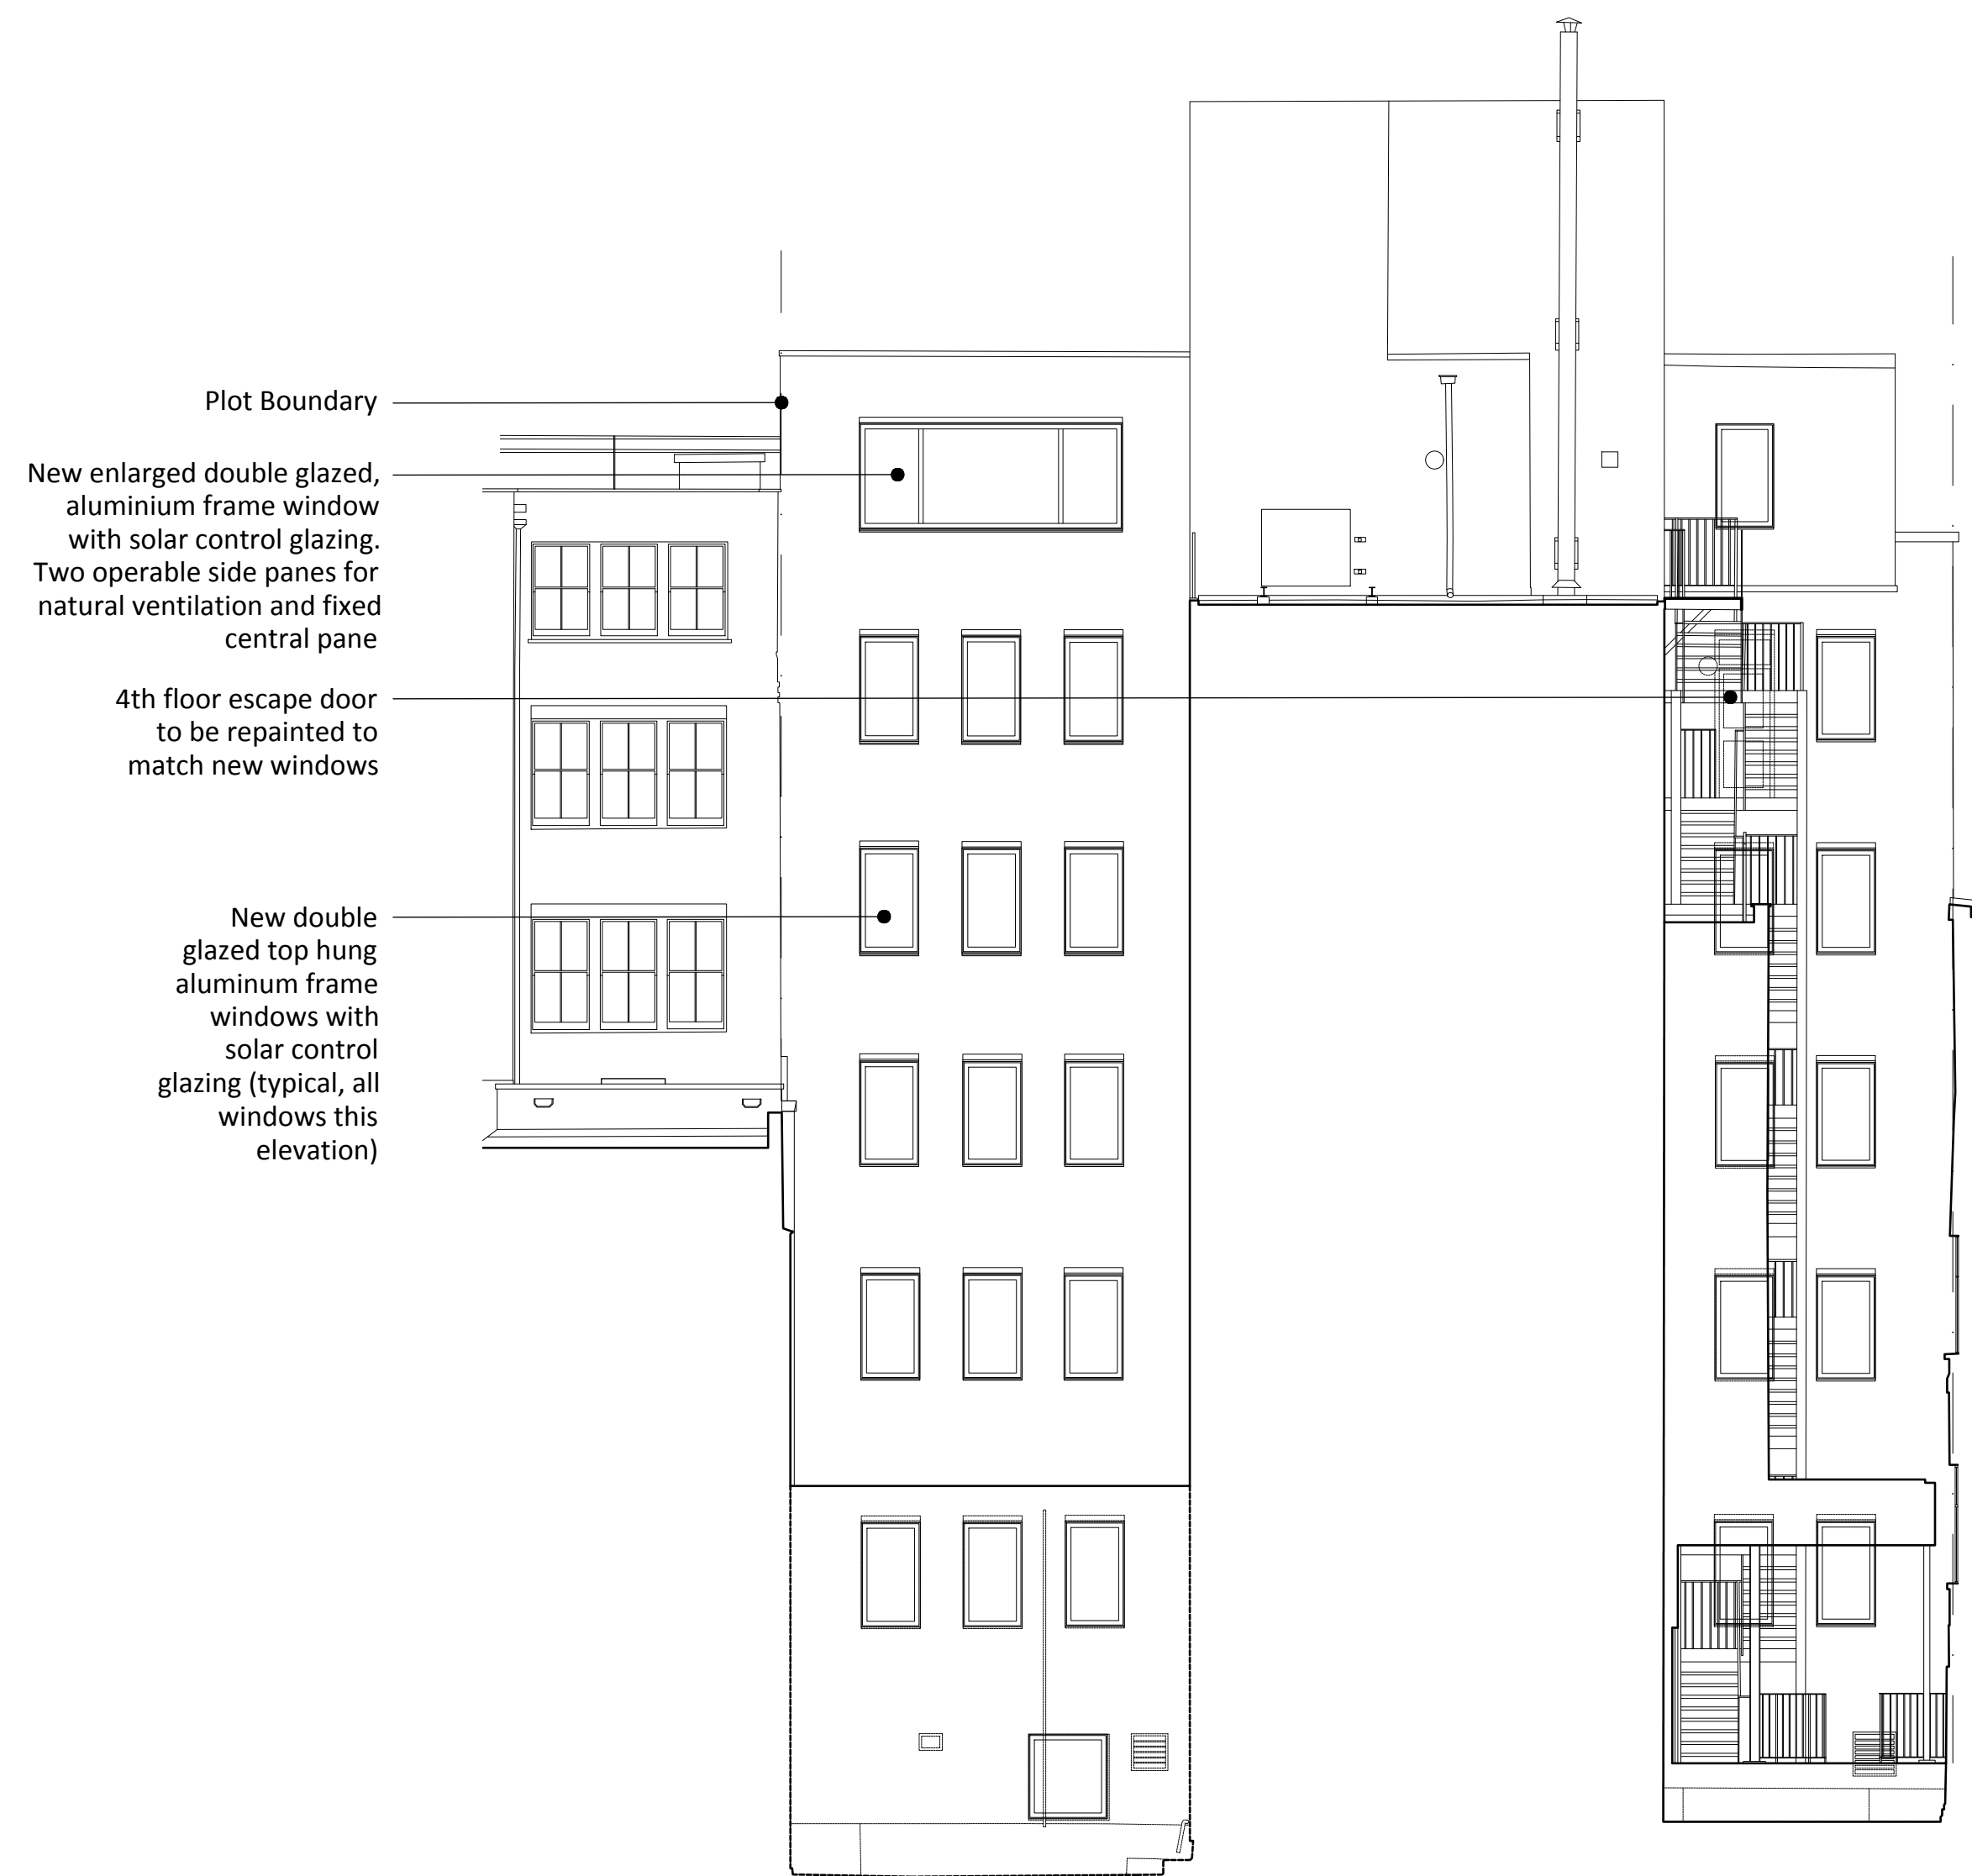 Plot Boundary
New enlarged double glazed,
aluminium frame window
with solar control glazing.
Two operable side panes for
natural ventilation and fixed
central pane
4th floor escape door
to be repainted to
match new windows
New double
glazed top hung
aluminum frame
windows with
solar control
glazing (typical, all
windows this
elevation)